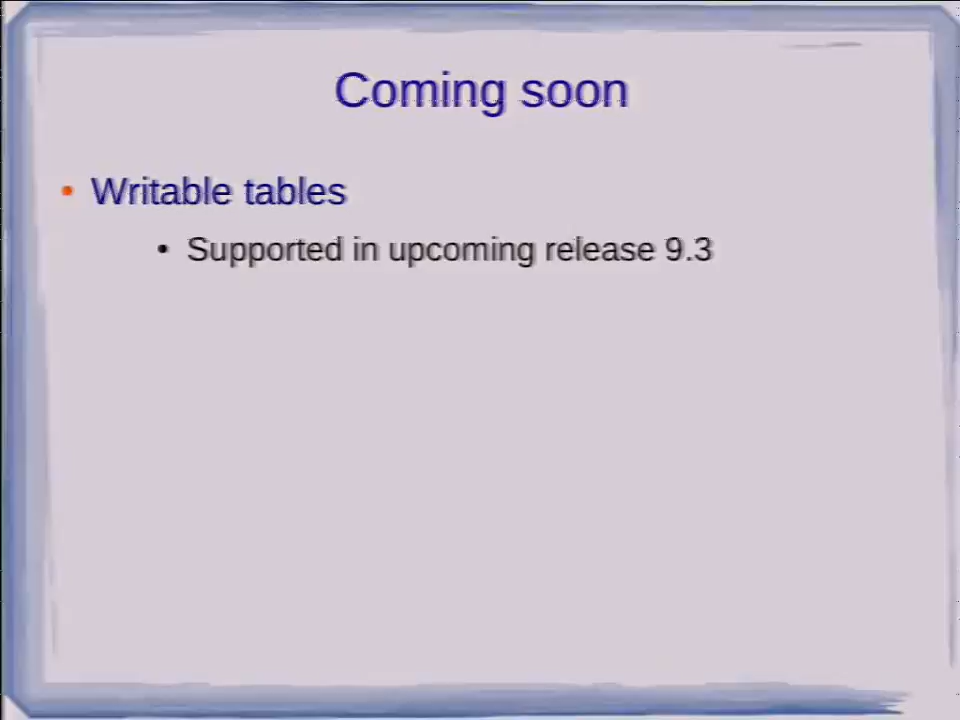 Coming soon
• Writable tables
• Supported in upcoming release 9.3